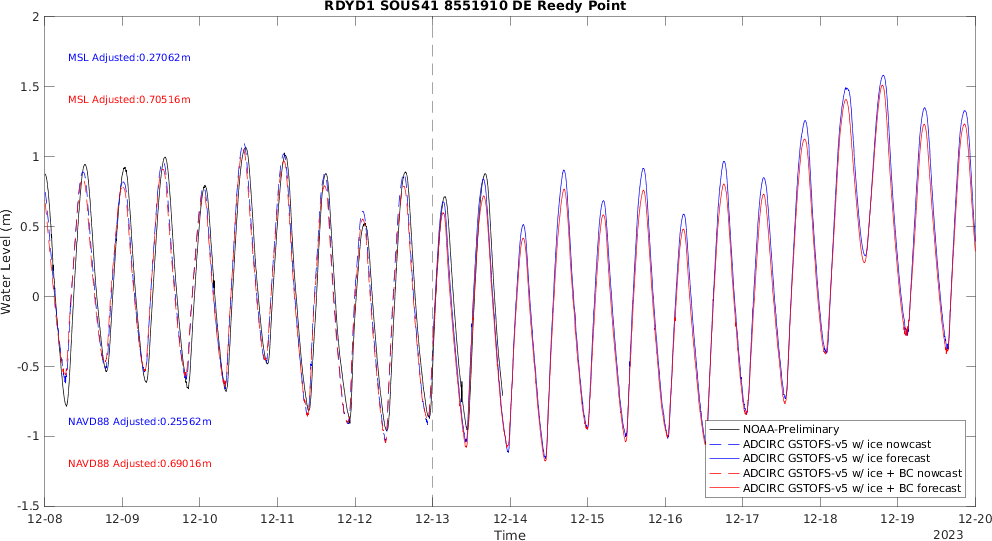 RDYD1 SOUS41 8551910 DE Reedy Point
2
1.5
1
0.5
0
-0.5
-1
-1.5
Water Level (m)
MSL Adjusted:0.27062m
MSL Adjusted:0.70516m
NAVD88 Adjusted:0.25562m
NAVD88 Adjusted:0.69016m
NOAA-Preliminary
ADCIRC GSTOFS-v5 w/ ice nowcast
ADCIRC GSTOFS-v5 w/ ice forecast
ADCIRC GSTOFS-v5 w/ ice + BC nowcast
ADCIRC GSTOFS-v5 w/ ice + BC forecast
12-08 12-09 12-10 12-11 12-12 12-13 12-14 12-15 12-16 12-17 12-18 12-19 12-20
Time
2023